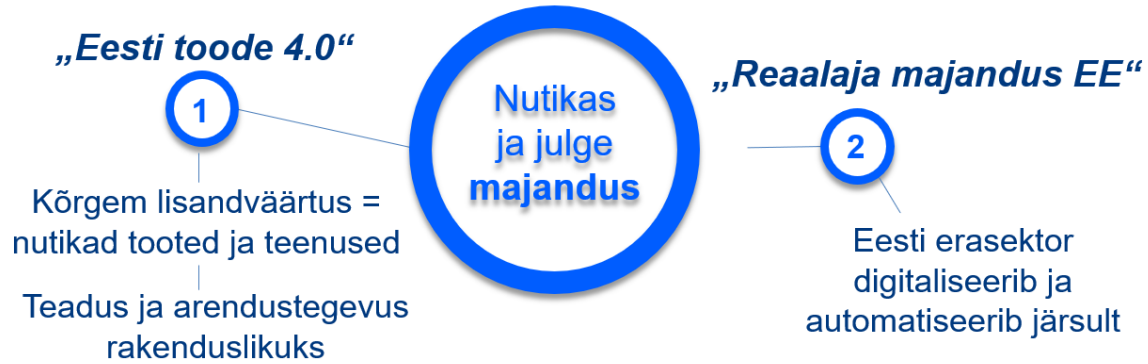 „Eesti toode 4.0“
1
Kõrgem lisandväärtus =
nutikad tooted ja teenused
Teadus ja arendustegevus
rakenduslikuks
Nutikas
ja julge
majandus
„Reaalaja majandus EE“
2
Eesti erasektor
digitaliseerib ja
automatiseerib järsult